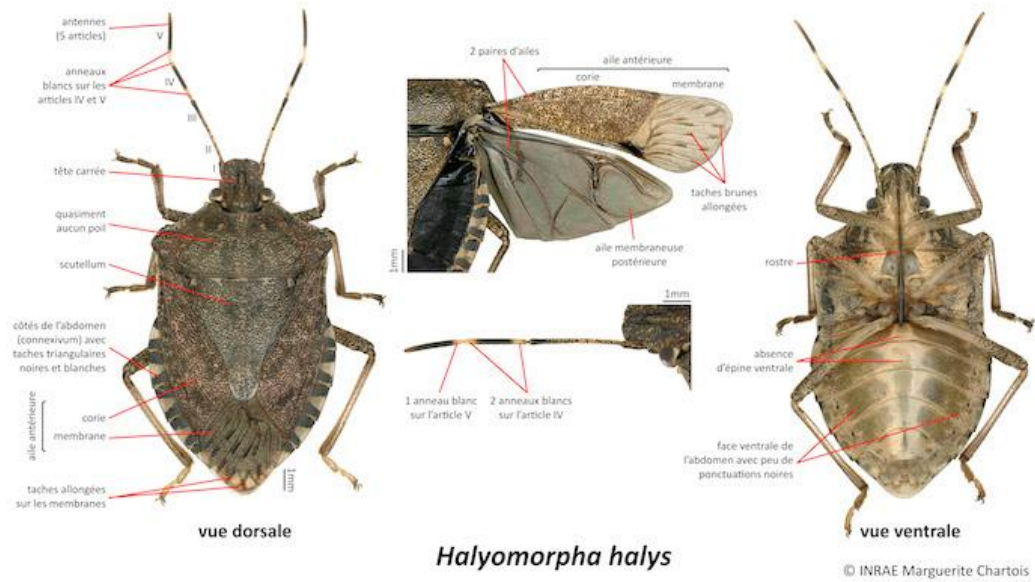 antennes
(5 articles)
V
anneaux
blancs sur les
articles IV et V
IV
III
II
I
tête carrée
quasiment
aucun poil
scutellum
côtés de l'abdomen
(connexivum) avec
taches triangulaires
noires et blanches
aile antérieure
corie
membrane
taches allongées
sur les membranes
1mm
vue dorsale
2 paires d'ailes
aile antérieure
corie
membrane
taches brunes
allongées
aile membraneuse
postérieure
1mm
1mm
1 anneau blanc
sur l'article V
2 anneaux blancs
sur l'article IV
rostre
absence
d'épine ventrale
face ventrale de
l'abdomen avec peu de
ponctuations noires
vue ventrale
Halyomorpha halys
© INRAE Marguerite Chartois